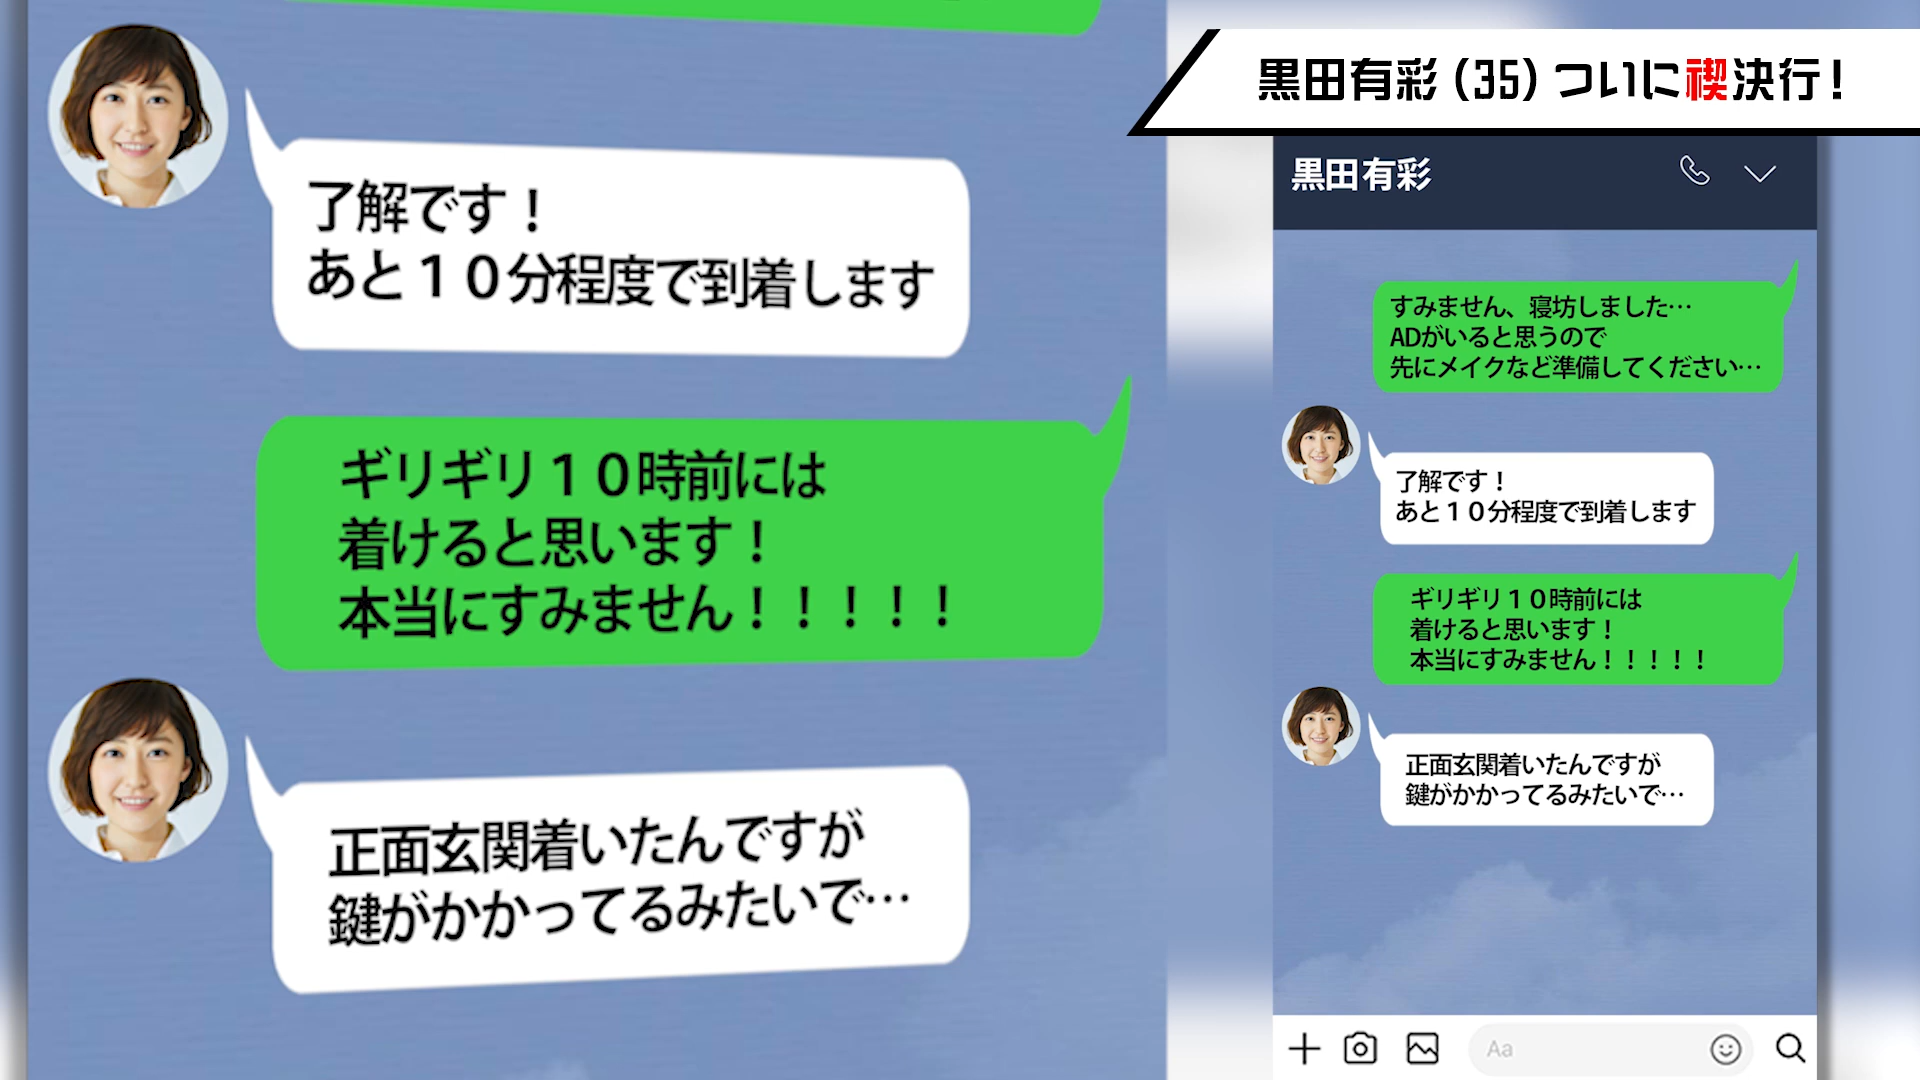 黒田有彩(35)ついに禊決行!
了解です！
あと１０分程度で到着します
ギリギリ１０時前には
着けると思います！
本当にすみません！！！！！
正面玄関着いたんですが
鍵がかかってるみたいで…
黒田有彩
すみません、寝坊しました…
ADがいると思うので
先にメイクなど準備してください…
了解です！
あと１０分程度で到着します
ギリギリ１０時前には
着けると思います！
本当にすみません！！！！！
正面玄関着いたんですが
鍵がかかってるみたいで…
Aa